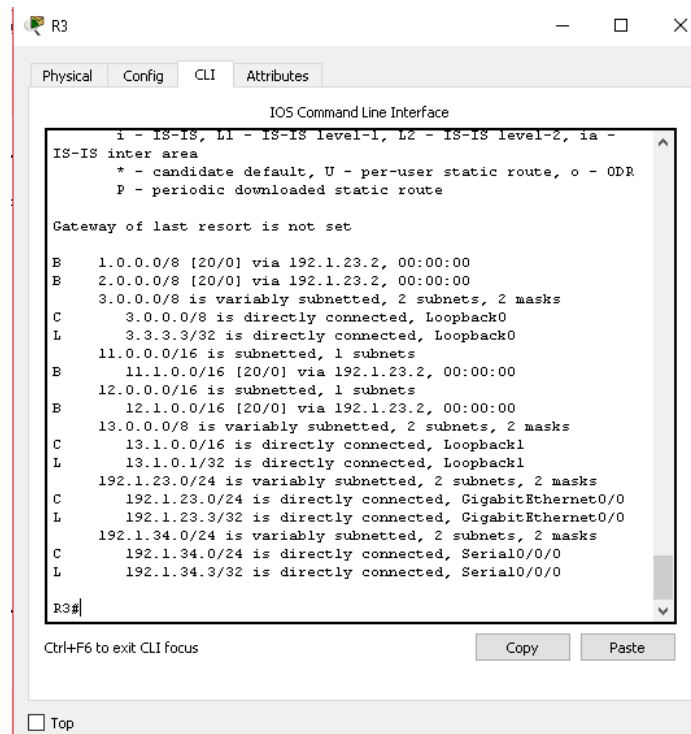 R3
Physical Config CLI Attributes
IOS Command Line Interface
i - IS-IS, L1 - IS-IS level-1, L2 - IS-IS level-2, ia -
IS-IS inter area
* - candidate default, U - per-user static route, o - ODR
P - periodic downloaded static route
Gateway of last resort is not set
B 1.0.0.0/8 [20/0] via 192.1.23.2, 00:00:00
B 2.0.0.0/8 [20/0] via 192.1.23.2, 00:00:00
3.0.0.0/8 is variably subnetted, 2 subnets, 2 masks
C 3.0.0.0/8 is directly connected, Loopback0
L 3.3.3.3/32 is directly connected, Loopback0
11.0.0.0/16 is subnetted, 1 subnets
B 11.1.0.0/16 [20/0] via 192.1.23.2, 00:00:00
12.0.0.0/16 is subnetted, 1 subnets
B 12.1.0.0/16 [20/0] via 192.1.23.2, 00:00:00
13.0.0.0/8 is variably subnetted, 2 subnets, 2 masks
C 13.1.0.0/16 is directly connected, Loopback1
L 13.1.0.1/32 is directly connected, Loopback1
192.1.23.0/24 is variably subnetted, 2 subnets, 2 masks
C 192.1.23.0/24 is directly connected, GigabitEthernet0/0
L 192.1.23.3/32 is directly connected, GigabitEthernet0/0
192.1.34.0/24 is variably subnetted, 2 subnets, 2 masks
C 192.1.34.0/24 is directly connected, Serial0/0/0
L 192.1.34.3/32 is directly connected, Serial0/0/0
R3#
Ctrl+F6 to exit CLI focus Copy Paste
Top